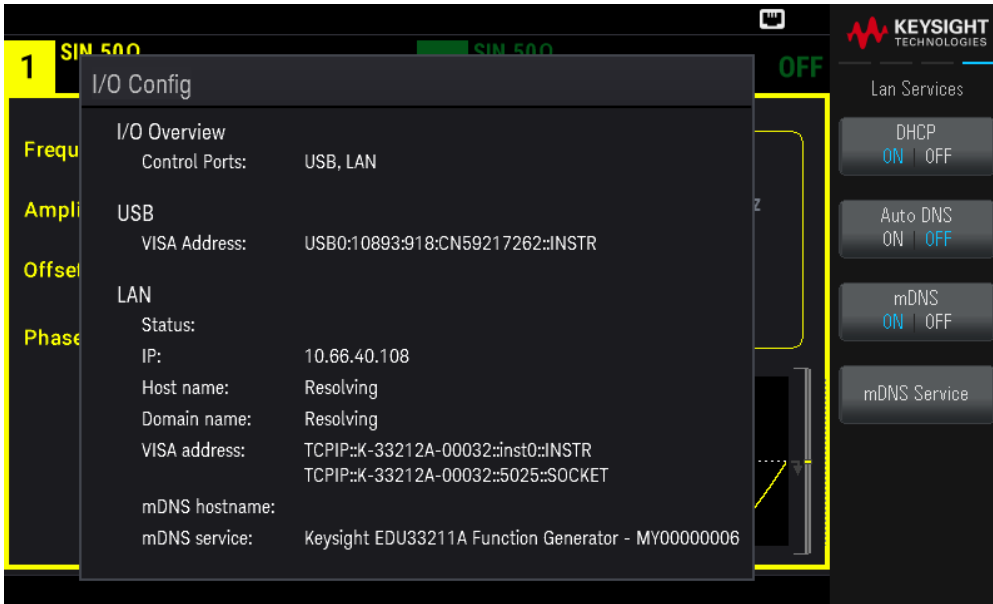 KEYSIGHT
TECHNOLOGIES
1
SIN 50Ω
SIN 50Ω
OFF
I/O Config
I/O Overview
Control Ports: USB, LAN
USB
VISA Address: USB0:10893:918:CN59217262::INSTR
LAN
Status:
IP: 10.66.40.108
Host name: Resolving
Domain name: Resolving
VISA address: TCPIP::K-33212A-00032::inst0::INSTR
TCPIP::K-33212A-00032::5025::SOCKET
mDNS hostname:
mDNS service: Keysight EDU33211A Function Generator - MY00000006
Frequ
Ampli
Offset
Phase
z
Lan Services
DHCP
ON | OFF
Auto DNS
ON | OFF
mDNS
ON | OFF
mDNS Service